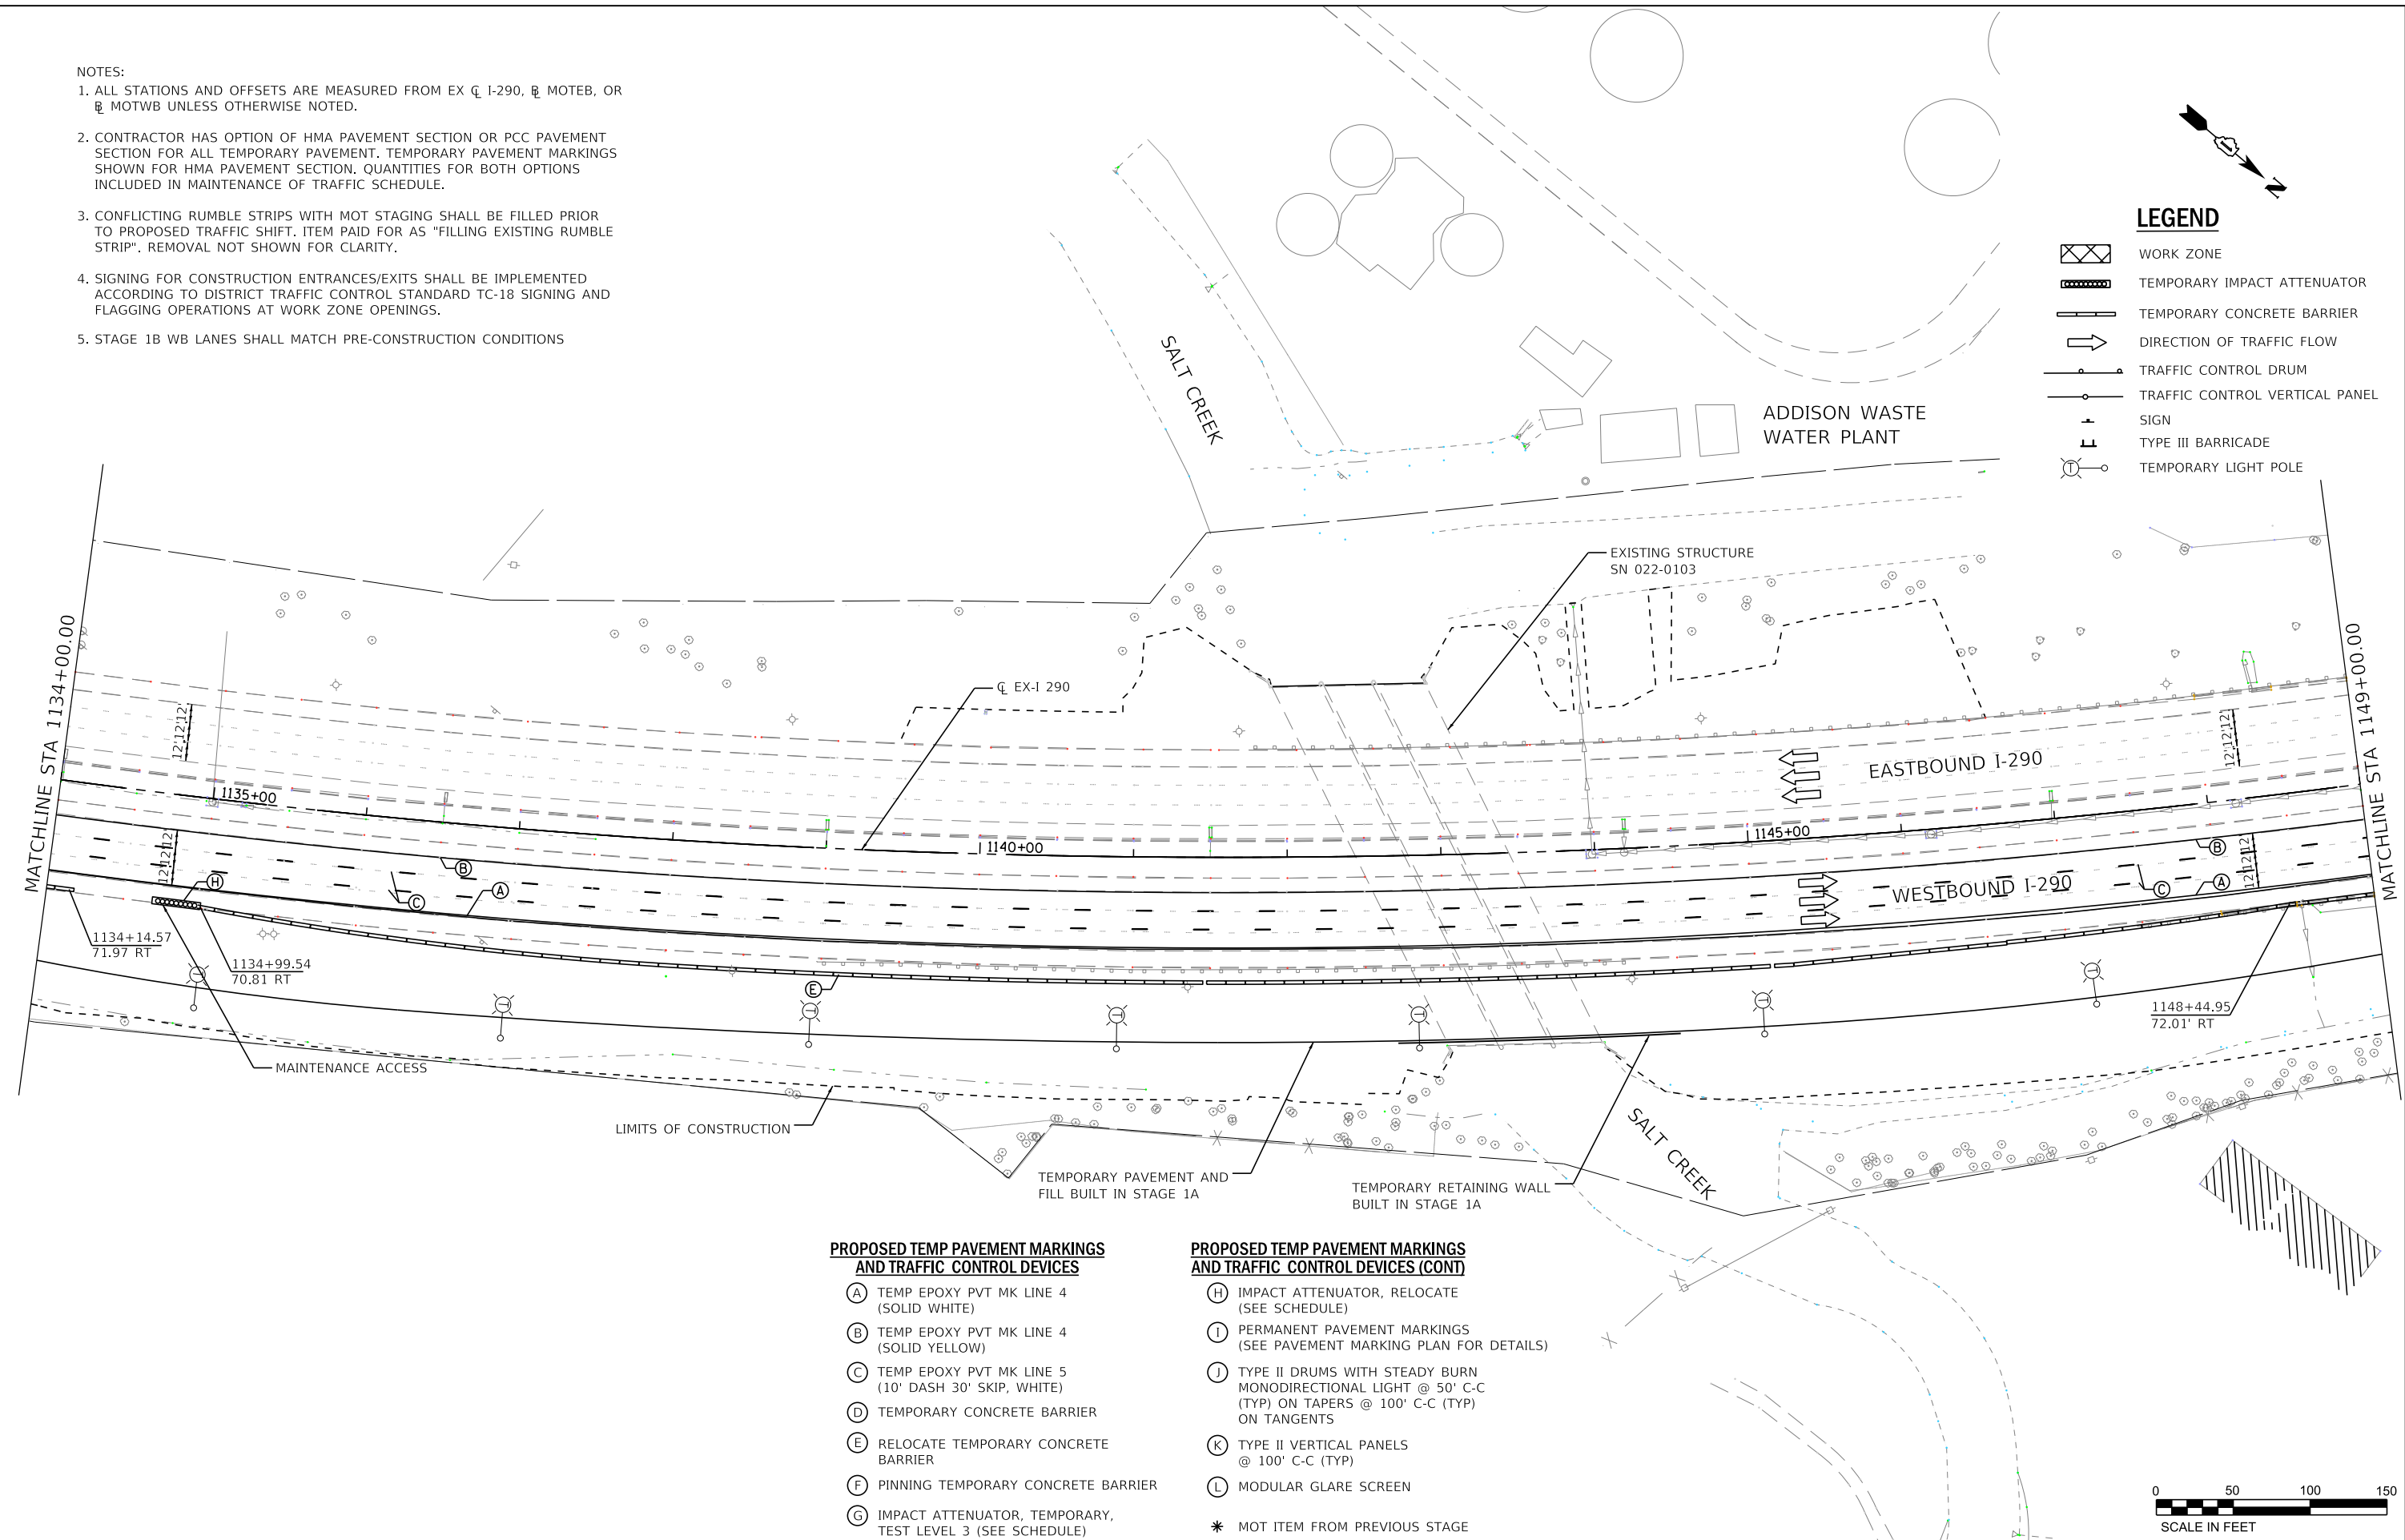 NOTES:
1. ALL STATIONS AND OFFSETS ARE MEASURED FROM EX ℄ I-290, ⅊ MOTEB, OR
⅊ MOTWB UNLESS OTHERWISE NOTED.
2. CONTRACTOR HAS OPTION OF HMA PAVEMENT SECTION OR PCC PAVEMENT
SECTION FOR ALL TEMPORARY PAVEMENT. TEMPORARY PAVEMENT MARKINGS
SHOWN FOR HMA PAVEMENT SECTION. QUANTITIES FOR BOTH OPTIONS
INCLUDED IN MAINTENANCE OF TRAFFIC SCHEDULE.
3. CONFLICTING RUMBLE STRIPS WITH MOT STAGING SHALL BE FILLED PRIOR
TO PROPOSED TRAFFIC SHIFT. ITEM PAID FOR AS "FILLING EXISTING RUMBLE
STRIP". REMOVAL NOT SHOWN FOR CLARITY.
4. SIGNING FOR CONSTRUCTION ENTRANCES/EXITS SHALL BE IMPLEMENTED
ACCORDING TO DISTRICT TRAFFIC CONTROL STANDARD TC-18 SIGNING AND
FLAGGING OPERATIONS AT WORK ZONE OPENINGS.
5. STAGE 1B WB LANES SHALL MATCH PRE-CONSTRUCTION CONDITIONS
N
LEGEND
WORK ZONE
TEMPORARY IMPACT ATTENUATOR
TEMPORARY CONCRETE BARRIER
DIRECTION OF TRAFFIC FLOW
TRAFFIC CONTROL DRUM
TRAFFIC CONTROL VERTICAL PANEL
SIGN
TYPE III BARRICADE
T TEMPORARY LIGHT POLE
SALT CREEK
ADDISON WASTE
WATER PLANT
EXISTING STRUCTURE
SN 022-0103
MATCHLINE STA 1134+00.00
MATCHLINE STA 1149+00.00
℄ EX-I 290
12' 12' 12'
12' 12' 12'
EASTBOUND I-290
1135+00
1140+00
1145+00
12' 12' 12'
12' 12' 12'
WESTBOUND I-290
B
A
C
H
B
A
C
E
1134+14.57
71.97 RT
1134+99.54
70.81 RT
1148+44.95
72.01' RT
T
T
T
T
T
T
T
MAINTENANCE ACCESS
LIMITS OF CONSTRUCTION
TEMPORARY PAVEMENT AND
FILL BUILT IN STAGE 1A
TEMPORARY RETAINING WALL
BUILT IN STAGE 1A
SALT CREEK
PROPOSED TEMP PAVEMENT MARKINGS
AND TRAFFIC CONTROL DEVICES
A TEMP EPOXY PVT MK LINE 4
(SOLID WHITE)
B TEMP EPOXY PVT MK LINE 4
(SOLID YELLOW)
C TEMP EPOXY PVT MK LINE 5
(10' DASH 30' SKIP, WHITE)
D TEMPORARY CONCRETE BARRIER
E RELOCATE TEMPORARY CONCRETE
BARRIER
F PINNING TEMPORARY CONCRETE BARRIER
G IMPACT ATTENUATOR, TEMPORARY,
TEST LEVEL 3 (SEE SCHEDULE)
PROPOSED TEMP PAVEMENT MARKINGS
AND TRAFFIC CONTROL DEVICES (CONT)
H IMPACT ATTENUATOR, RELOCATE
(SEE SCHEDULE)
I PERMANENT PAVEMENT MARKINGS
(SEE PAVEMENT MARKING PLAN FOR DETAILS)
J TYPE II DRUMS WITH STEADY BURN
MONODIRECTIONAL LIGHT @ 50' C-C
(TYP) ON TAPERS @ 100' C-C (TYP)
ON TANGENTS
K TYPE II VERTICAL PANELS
@ 100' C-C (TYP)
L MODULAR GLARE SCREEN
* MOT ITEM FROM PREVIOUS STAGE
0 50 100 150
SCALE IN FEET